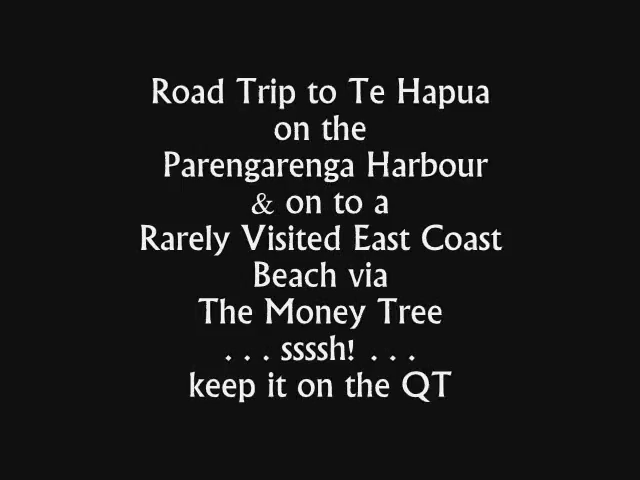 Road Trip to Te Hapua
on the
Parengarenga Harbour
& on to a
Rarely Visited East Coast
Beach via
The Money Tree
. . . ssssh! . . .
keep it on the QT